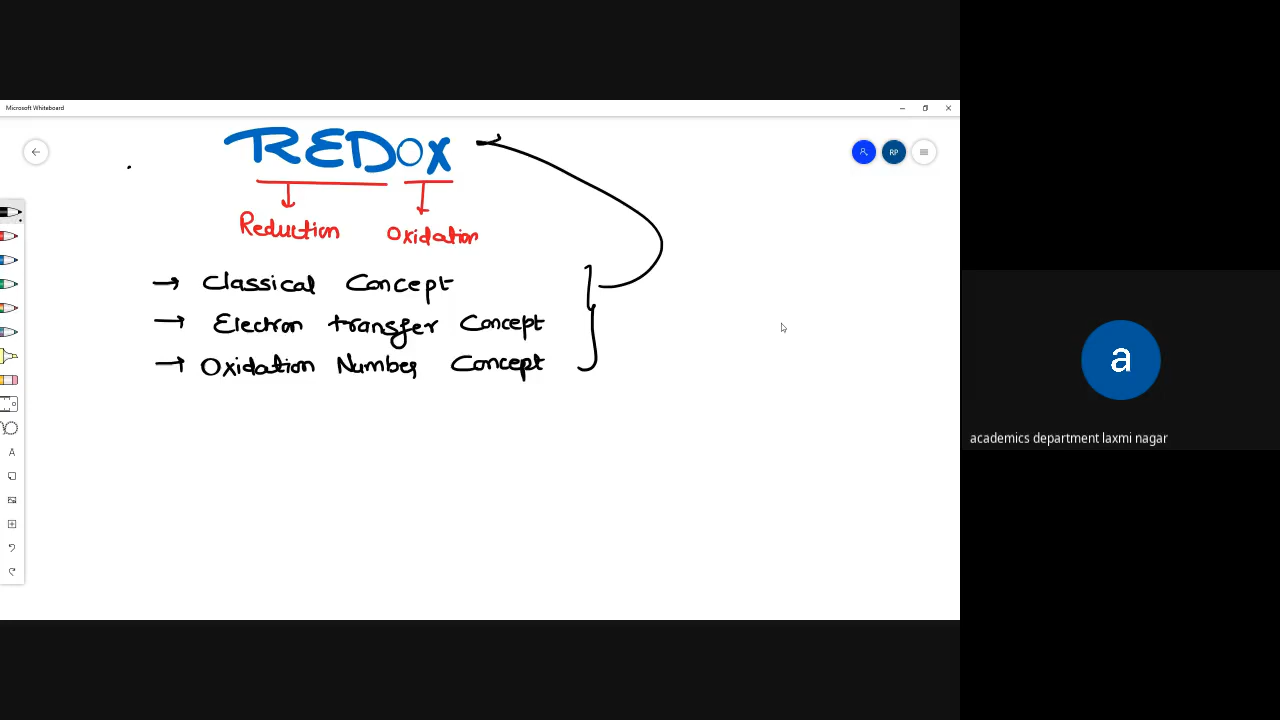 Microsoft Whiteboard
REDOX
RP
Reduction Oxidation
→ Classical Concept
→ Electron transfer Concept
→ Oxidation Number Concept
A
a
academics department laxmi nagar